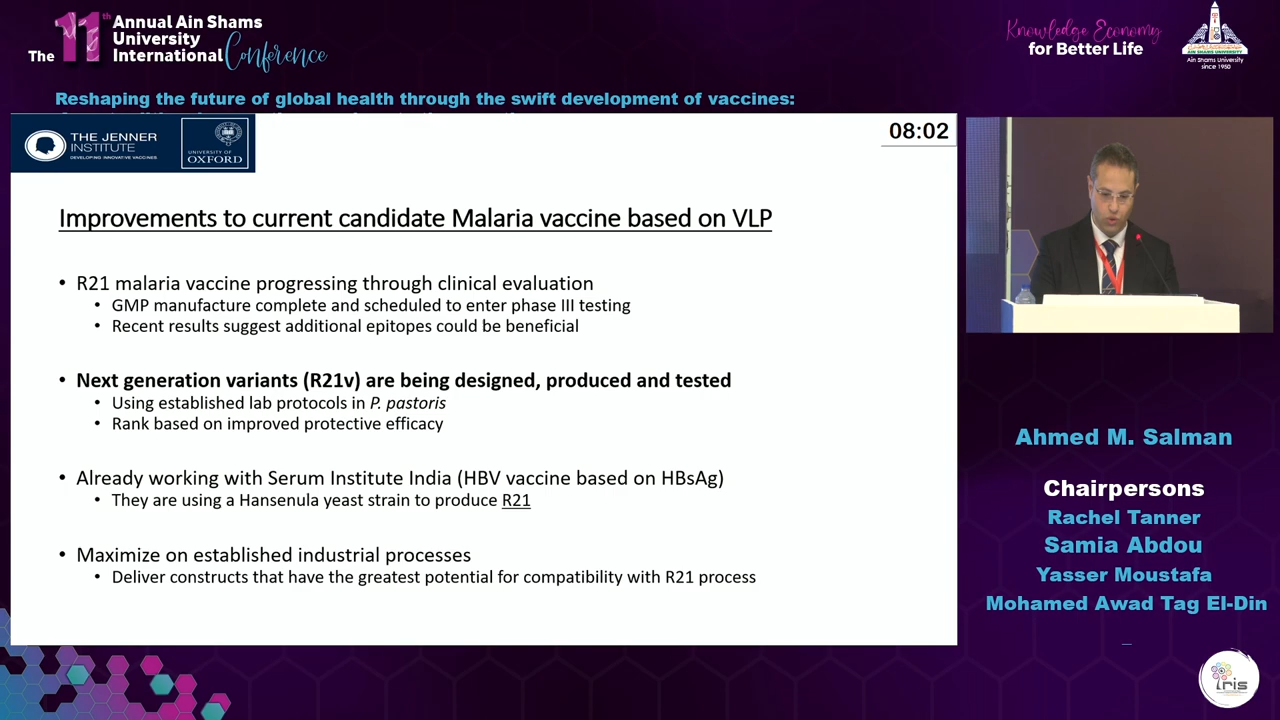 The 11th Annual Ain Shams
University
International Conference
Knowledge Economy
for Better Life
AIN SHAMS UNIVERSITY
Ain Shams University
since 1950
Reshaping the future of global health through the swift development of vaccines:
THE JENNER
INSTITUTE
DEVELOPING INNOVATIVE VACCINES
UNIVERSITY OF
OXFORD
08:02
Improvements to current candidate Malaria vaccine based on VLP
• R21 malaria vaccine progressing through clinical evaluation
• GMP manufacture complete and scheduled to enter phase III testing
• Recent results suggest additional epitopes could be beneficial
• Next generation variants (R21v) are being designed, produced and tested
• Using established lab protocols in P. pastoris
• Rank based on improved protective efficacy
• Already working with Serum Institute India (HBV vaccine based on HBsAg)
• They are using a Hansenula yeast strain to produce R21
• Maximize on established industrial processes
• Deliver constructs that have the greatest potential for compatibility with R21 process
Ahmed M. Salman
Chairpersons
Rachel Tanner
Samia Abdou
Yasser Moustafa
Mohamed Awad Tag El-Din
iris